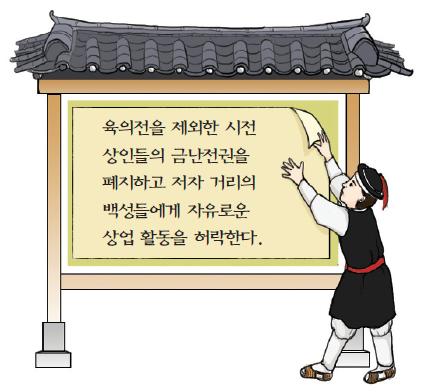 육의전을 제외한 시전
상인들의 금난전권을
폐지하고 저자 거리의
백성들에게 자유로운
상업 활동을 허락한다.